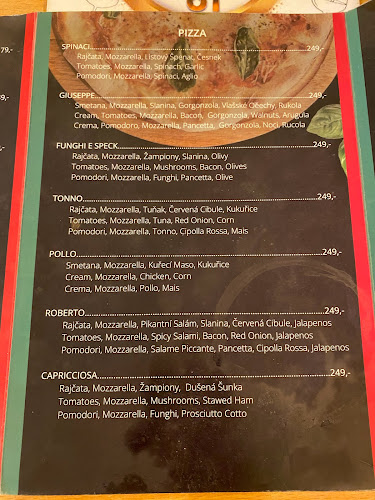 PIZZA
SPINACI 249,-
Rajčata, Mozzarella, Listový Špenát, Česnek
Tomatoes, Mozzarella, Spinach, Garlic
Pomodori, Mozzarella, Spinaci, Aglio
GIUSEPPE 249,-
Smetana, Mozzarella, Slanina, Gorgonzola, Vlašské Ořechy, Rukola
Cream, Tomatoes, Mozzarella, Bacon, Gorgonzola, Walnuts, Arugula
Crema, Pomodoro, Mozzarella, Pancetta, Gorgonzola, Noci, Rucola
FUNGHI E SPECK 249,-
Rajčata, Mozzarella, Žampiony, Slanina, Olivy
Tomatoes, Mozzarella, Mushrooms, Bacon, Olives
Pomodori, Mozzarella, Funghi, Pancetta, Olive
TONNO 249,-
Rajčata, Mozzarella, Tuňak, Červená Cibule, Kukuřice
Tomatoes, Mozzarella, Tuna, Red Onion, Corn
Pomodori, Mozzarella, Tonno, Cipolla Rossa, Mais
POLLO 249,-
Smetana, Mozzarella, Kuřecí Maso, Kukuřice
Cream, Mozzarella, Chicken, Corn
Crema, Mozzarella, Pollo, Mais
ROBERTO 249,-
Rajčata, Mozzarella, Pikantní Salám, Slanina, Červená Cibule, Jalapenos
Tomatoes, Mozzarella, Spicy Salami, Bacon, Red Onion, Jalapenos
Pomodori, Mozzarella, Salame Piccante, Pancetta, Cipolla Rossa, Jalapenos
CAPRICCIOSA 249,-
Rajčata, Mozzarella, Žampiony, Dušená Šunka
Tomatoes, Mozzarella, Mushrooms, Stawed Ham
Pomodori, Mozzarella, Funghi, Prosciutto Cotto